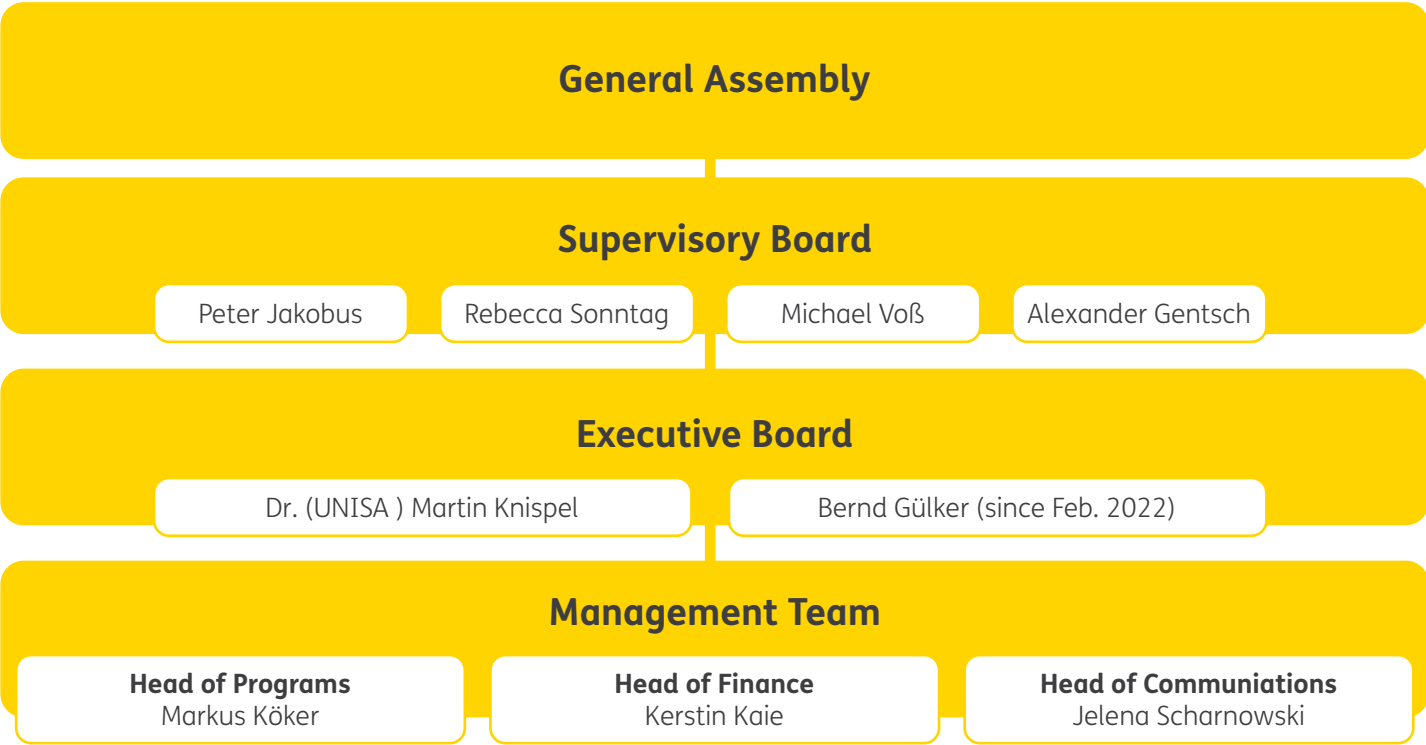 General Assembly
Supervisory Board
Peter Jakobus
Rebecca Sonntag
Michael Voß
Alexander Gentsch
Executive Board
Dr. (UNISA ) Martin Knispel
Bernd Gülker (since Feb. 2022)
Management Team
Head of Programs
Markus Köker
Head of Finance
Kerstin Kaie
Head of Communiations
Jelena Scharnowski